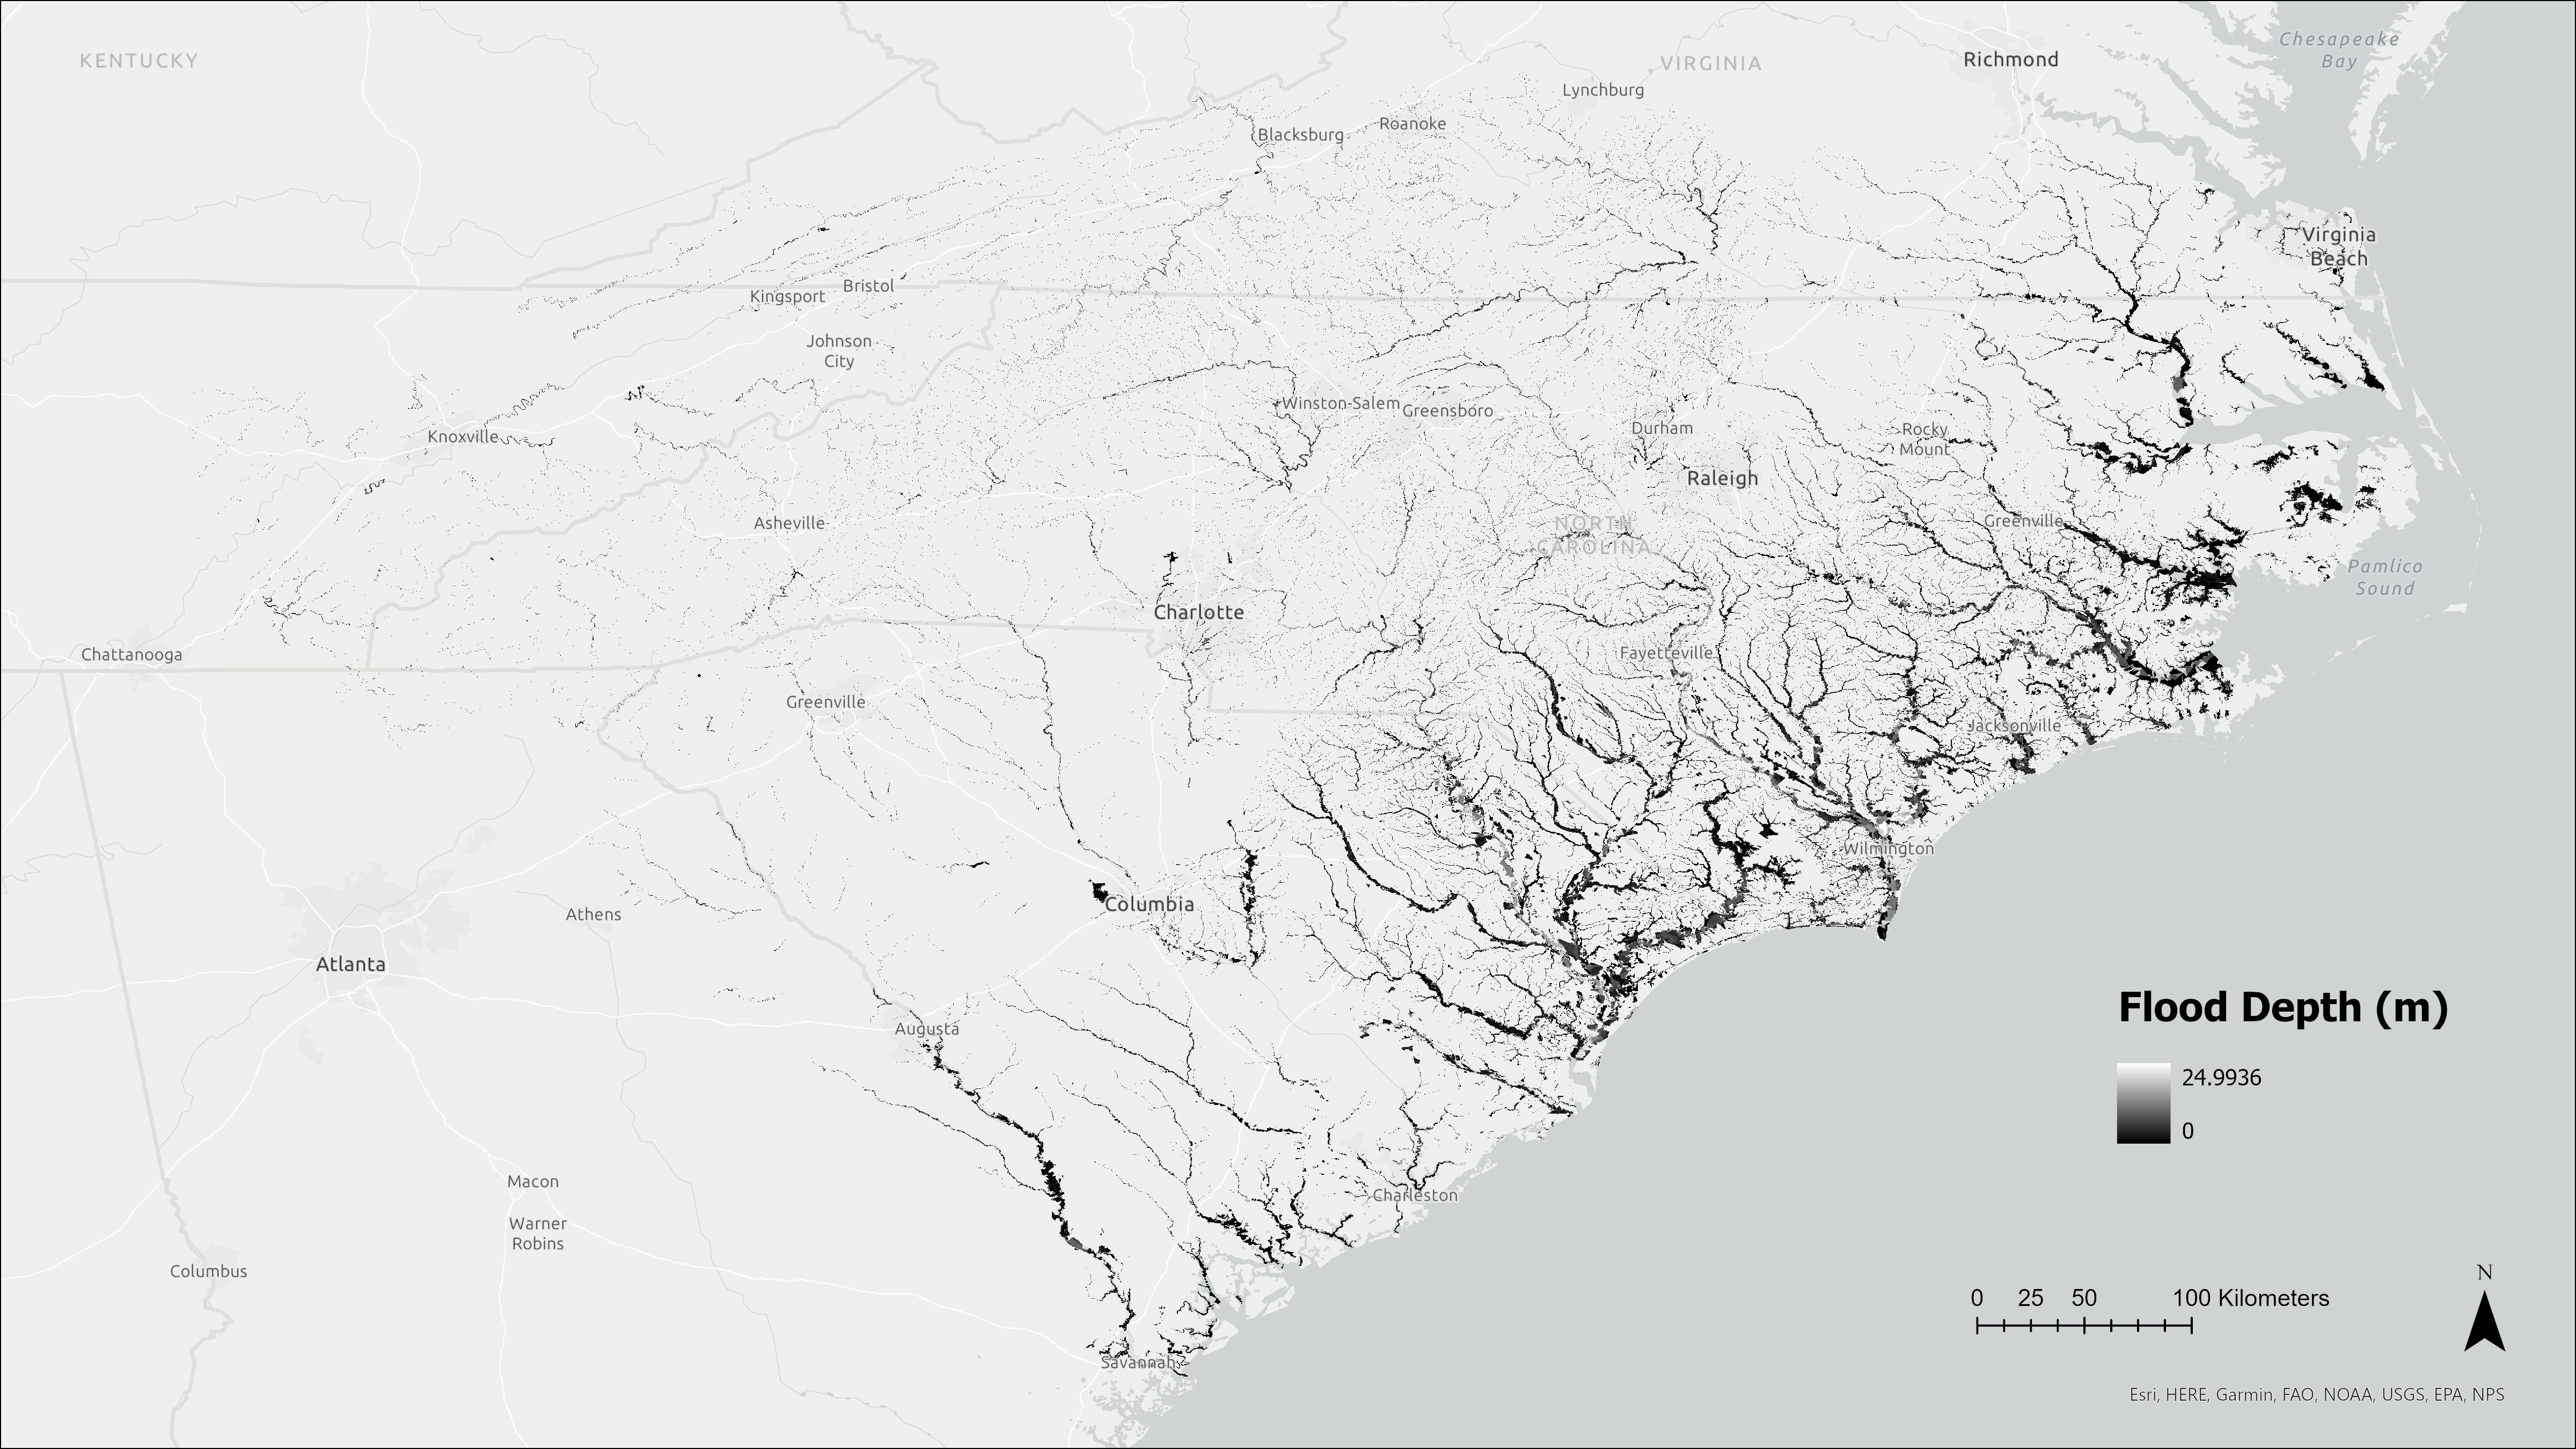 KENTUCKY
VIRGINIA
Richmond
Chesapeake
Bay
Lynchburg
Blacksburg
Roanoke
Virginia
Beach
Kingsport
Bristol
Johnson
City
Winston-Salem
Greensboro
Knoxville
Durham
Rocky
Mount
Raleigh
Asheville
NORTH
CAROLINA
Greenville
Pamlico
Sound
Charlotte
Chattanooga
Fayetteville
Greenville
Jacksonville
Wilmington
Columbia
Athens
Atlanta
Augusta
Flood Depth (m)
24.9936
0
Macon
Charleston
Warner
Robins
Columbus
N
0 25 50 100 Kilometers
Savannah
Esri, HERE, Garmin, FAO, NOAA, USGS, EPA, NPS